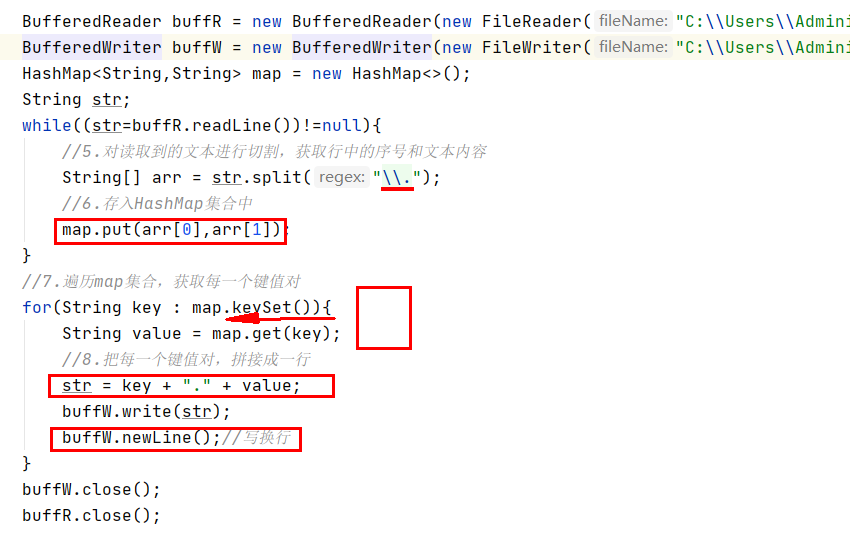 BufferedReader buffR = new BufferedReader(new FileReader( fileName: "C:\\Users\\Admini
BufferedWriter buffW = new BufferedWriter(new FileWriter( fileName: "C:\\Users\\Admini
HashMap<String,String> map = new HashMap<>();
String str;
while((str=buffR.readLine())!=null){
//5.对读取到的文本进行切割，获取行中的序号和文本内容
String[] arr = str.split( regex: "\\.");
//6.存入HashMap集合中
map.put(arr[0],arr[1]);
}
//7.遍历map集合，获取每一个键值对
for(String key : map.keySet()){
String value = map.get(key);
//8.把每一个键值对，拼接成一行
str = key + "." + value;
buffW.write(str);
buffW.newLine();//写换行
}
buffW.close();
buffR.close();